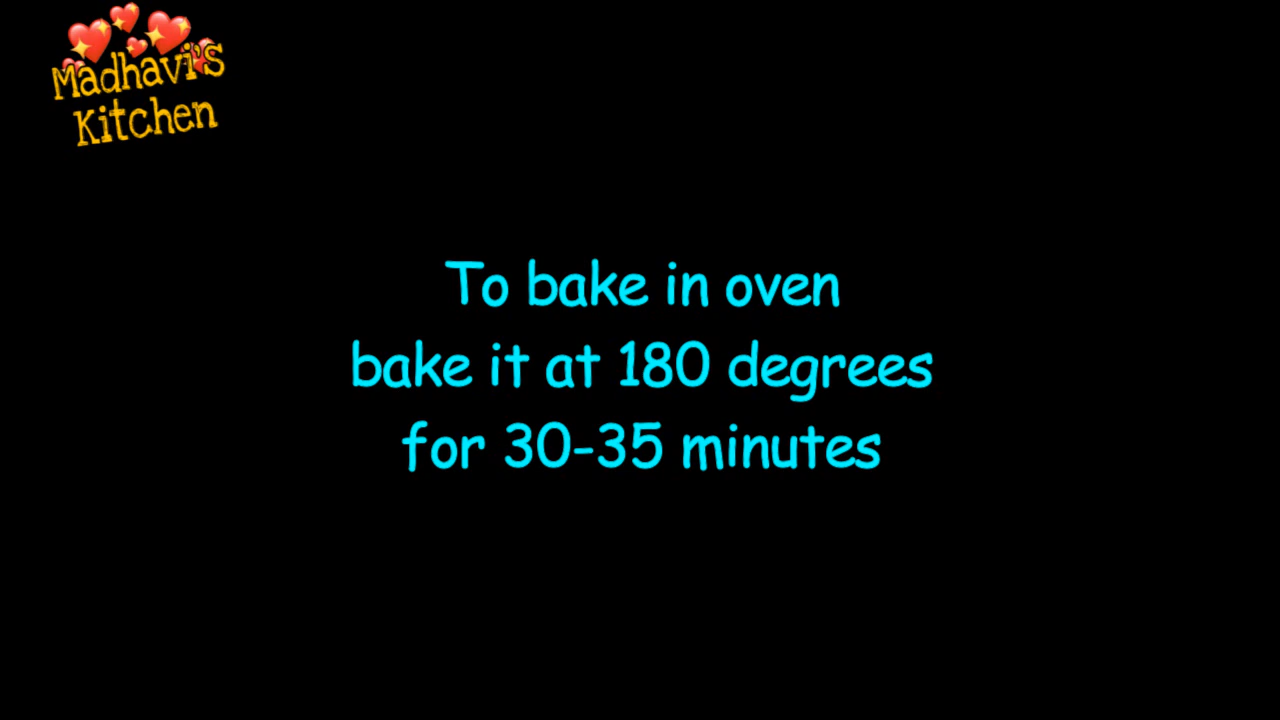 Madhavi's
Kitchen
To bake in oven
bake it at 180 degrees
for 30-35 minutes